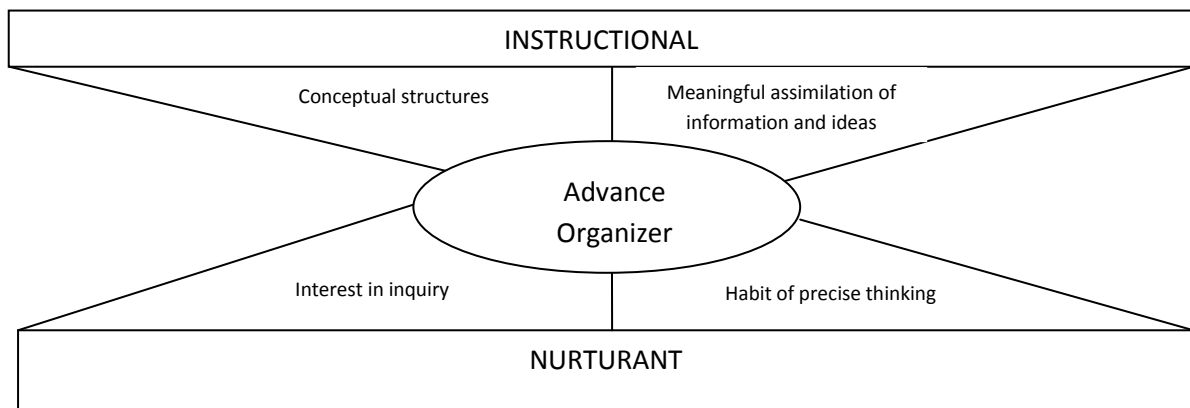 INSTRUCTIONAL
Conceptual structures
Meaningful assimilation of
information and ideas
Advance
Organizer
Interest in inquiry
Habit of precise thinking
NURTURANT